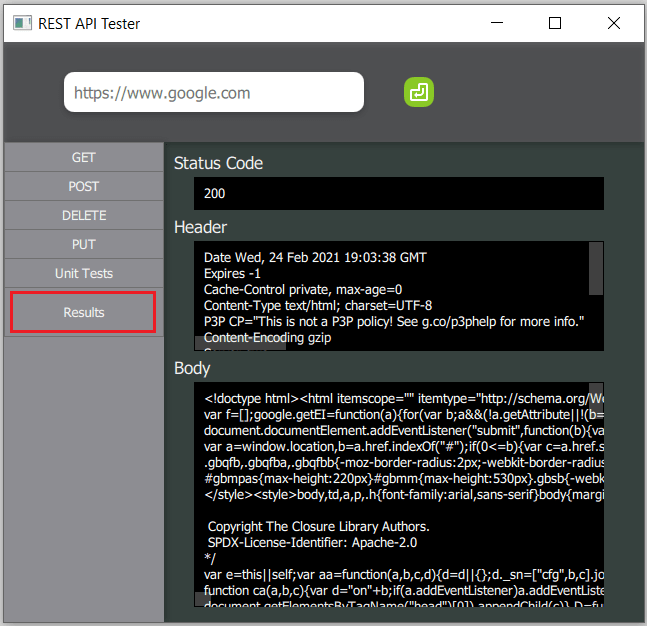 REST API Tester
https://www.google.com
GET
POST
DELETE
PUT
Unit Tests
Results
Status Code
200
Header
Date Wed, 24 Feb 2021 19:03:38 GMT
Expires -1
Cache-Control private, max-age=0
Content-Type text/html; charset=UTF-8
P3P CP="This is not a P3P policy! See g.co/p3phelp for more info."
Content-Encoding gzip
Body
<!doctype html><html itemscope="" itemtype="http://schema.org/We
var f=[];google.getEI=function(a){for(var b;a&&(!a.getAttribute||!(b=
document.documentElement.addEventListener("submit",function(b){va
var a=window.location,b=a.href.indexOf("#");if(0<=b){var c=a.href.s
.gbqfb,.gbqfba,.gbqfbb{-moz-border-radius:2px;-webkit-border-radius
#gbmpas{max-height:220px}#gbmm{max-height:530px}.gbsb{-webk
</style><style>body,td,a,p,.h{font-family:arial,sans-serif}body{margi
Copyright The Closure Library Authors.
SPDX-License-Identifier: Apache-2.0
*/
var e=this||self;var aa=function(a,b,c,d){d=d||{};d._sn=["cfg",b,c].jo
function ca(a,b,c){var d="on"+b;if(a.addEventListener)a.addEventListe
document.getElementsByTagName("head")[0]).appendChild(c)}D=fu